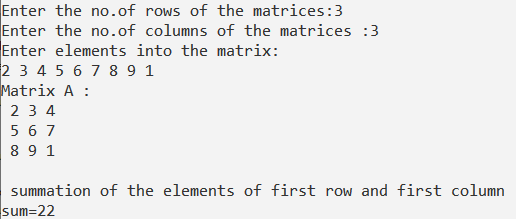 Enter the no.of rows of the matrices:3
Enter the no.of columns of the matrices :3
Enter elements into the matrix:
2 3 4 5 6 7 8 9 1
Matrix A :
2 3 4
5 6 7
8 9 1
summation of the elements of first row and first column
sum=22